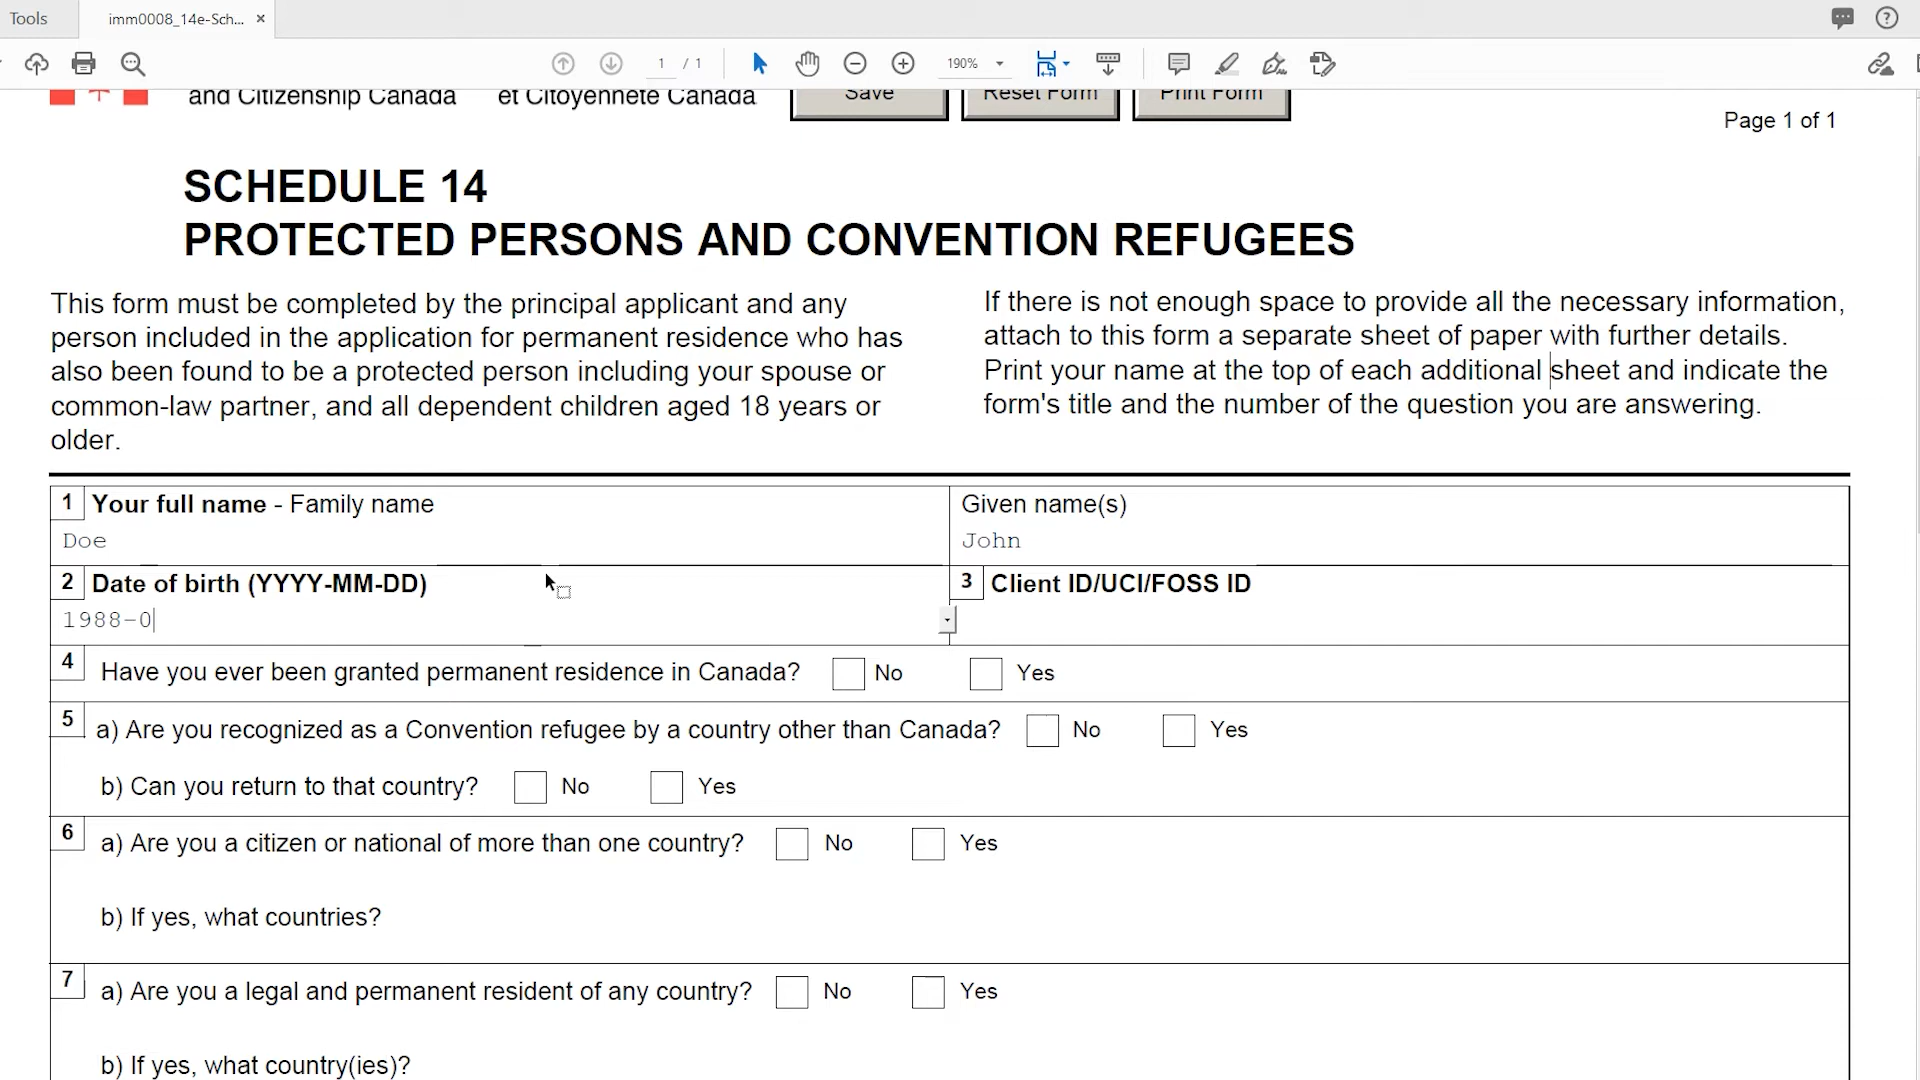 Tools
imm0008_14e-Sch... ×
1 / 1
190%
and Citizenship Canada
et Citoyenneté Canada
Save
Reset Form
Print Form
Page 1 of 1
SCHEDULE 14
PROTECTED PERSONS AND CONVENTION REFUGEES
This form must be completed by the principal applicant and any
person included in the application for permanent residence who has
also been found to be a protected person including your spouse or
common-law partner, and all dependent children aged 18 years or
older.
If there is not enough space to provide all the necessary information,
attach to this form a separate sheet of paper with further details.
Print your name at the top of each additional sheet and indicate the
form's title and the number of the question you are answering.
1 Your full name - Family name
Doe
Given name(s)
John
2 Date of birth (YYYY-MM-DD)
1988-0
3 Client ID/UCI/FOSS ID
4 Have you ever been granted permanent residence in Canada? No Yes
5 a) Are you recognized as a Convention refugee by a country other than Canada? No Yes
b) Can you return to that country? No Yes
6 a) Are you a citizen or national of more than one country? No Yes
b) If yes, what countries?
7 a) Are you a legal and permanent resident of any country? No Yes
b) If yes, what country(ies)?